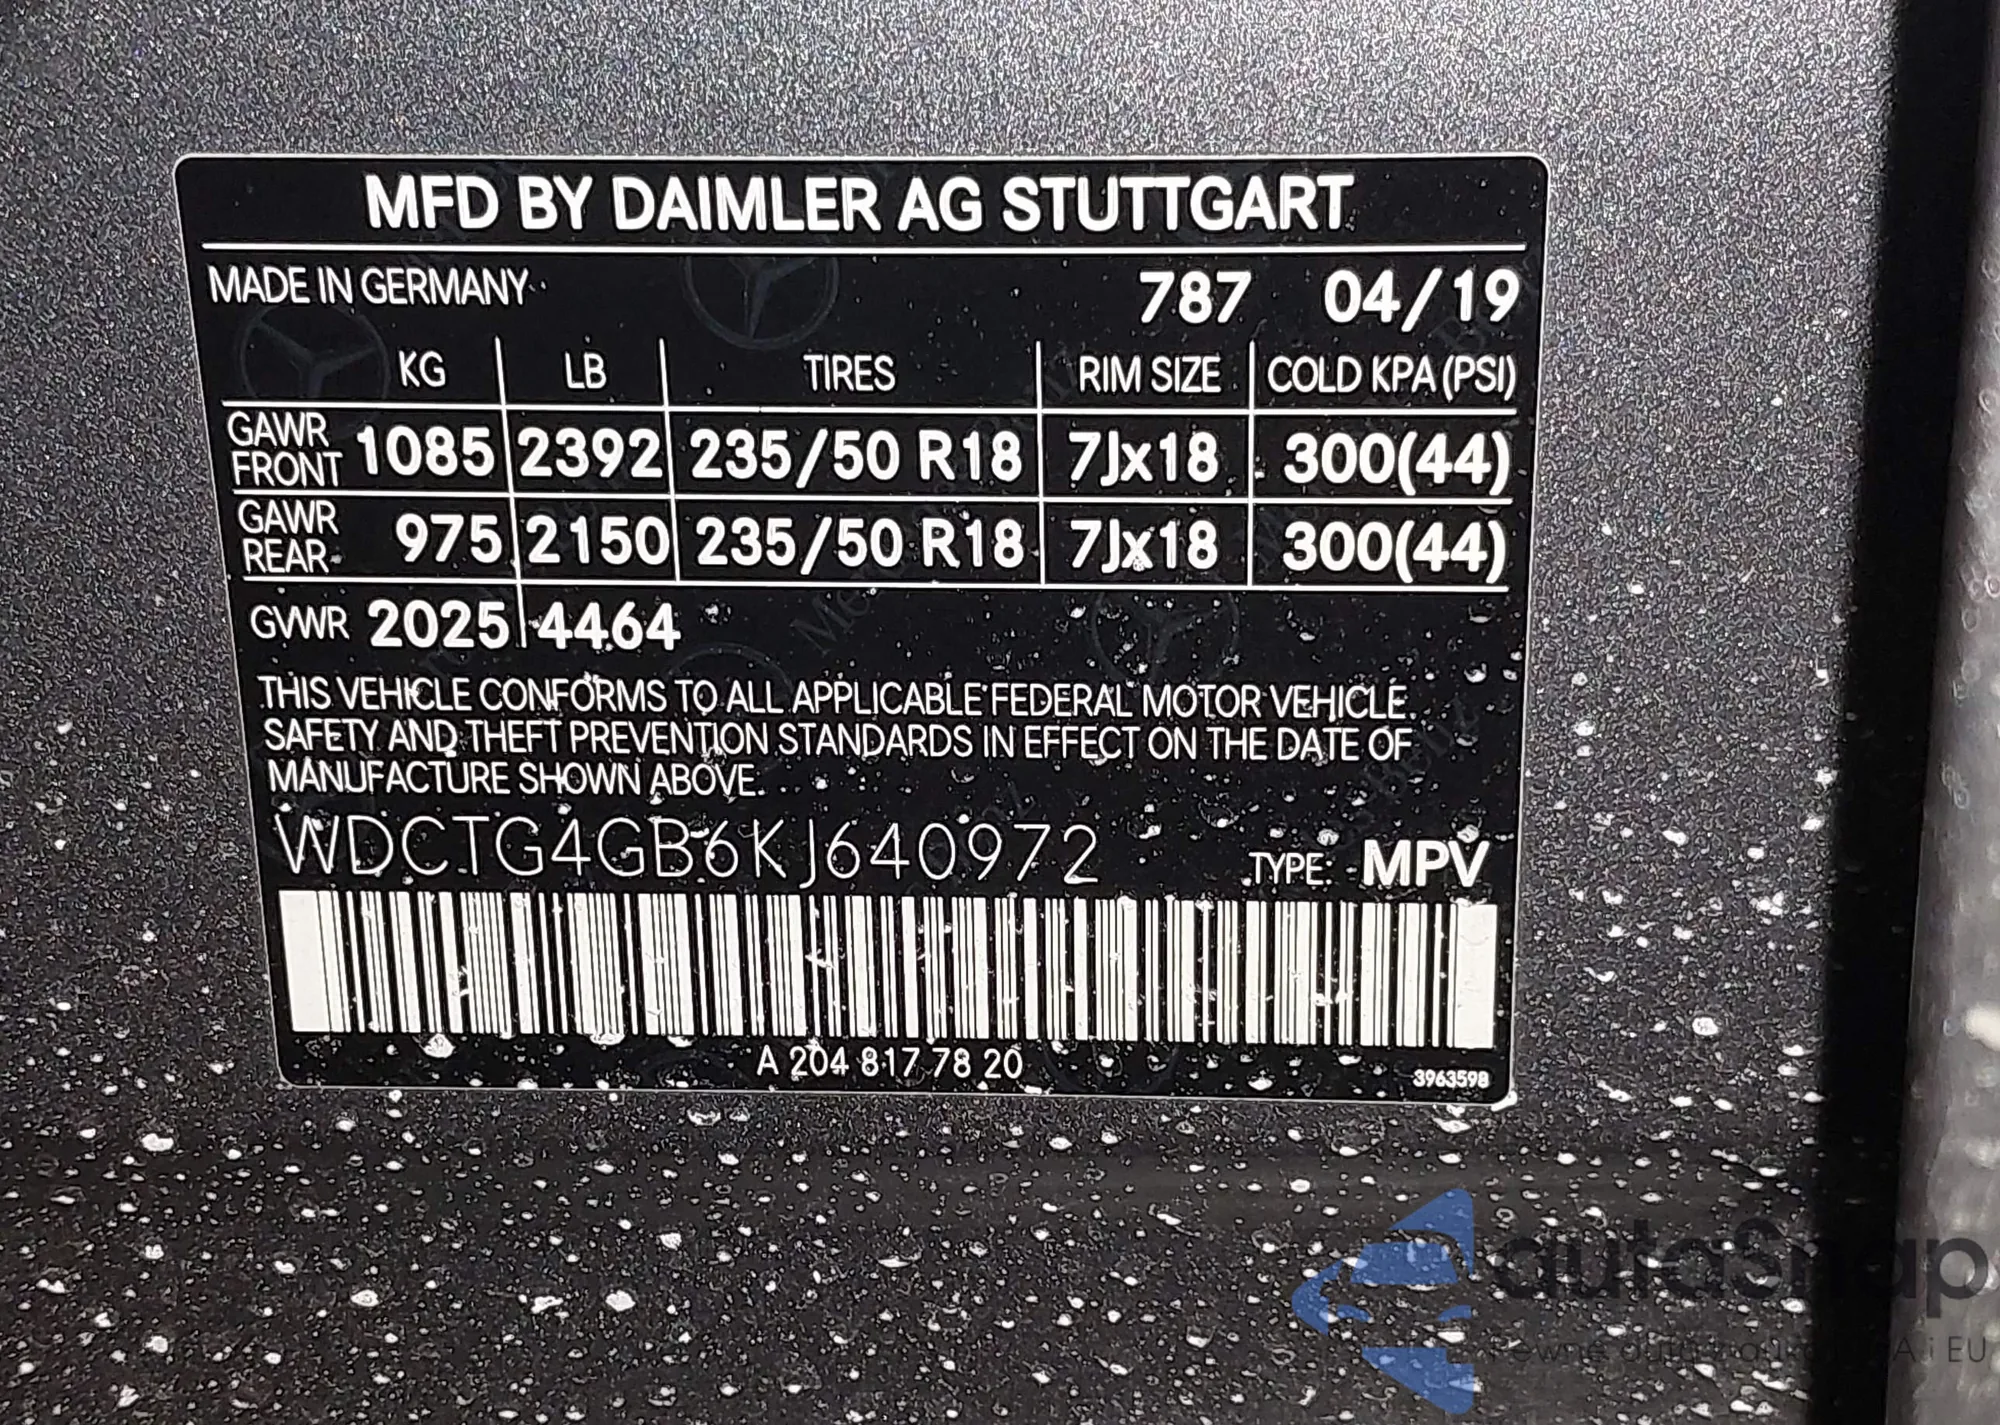 MFD BY DAIMLER AG STUTTGART
MADE IN GERMANY 787 04/19
KG LB TIRES RIM SIZE COLD KPA (PSI)
GAWR FRONT 1085 2392 235/50 R18 7Jx18 300(44)
GAWR REAR 975 2150 235/50 R18 7Jx18 300(44)
GVWR 2025 4464
THIS VEHICLE CONFORMS TO ALL APPLICABLE FEDERAL MOTOR VEHICLE
SAFETY AND THEFT PREVENTION STANDARDS IN EFFECT ON THE DATE OF
MANUFACTURE SHOWN ABOVE.
WDCTG4GB6KJ640972 TYPE: MPV
A 204 817 78 20 3963598
autaSnap
i EU